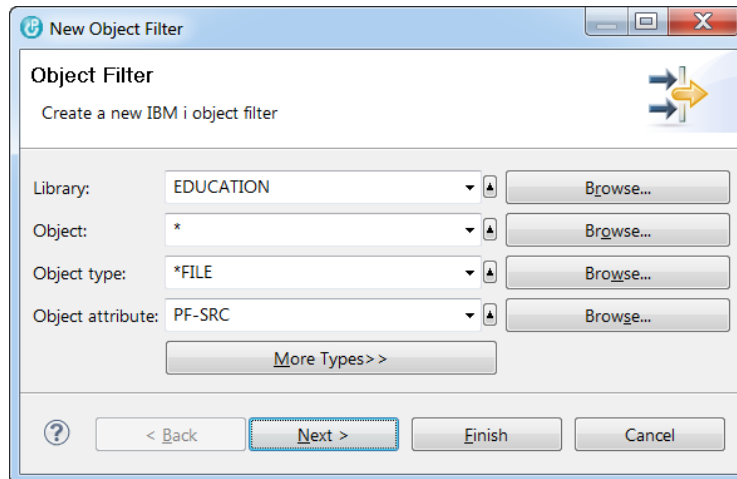 New Object Filter
Object Filter
Create a new IBM i object filter
Library: EDUCATION Browse...
Object: * Browse...
Object type: *FILE Browse...
Object attribute: PF-SRC Browse...
More Types>>
< Back Next > Finish Cancel